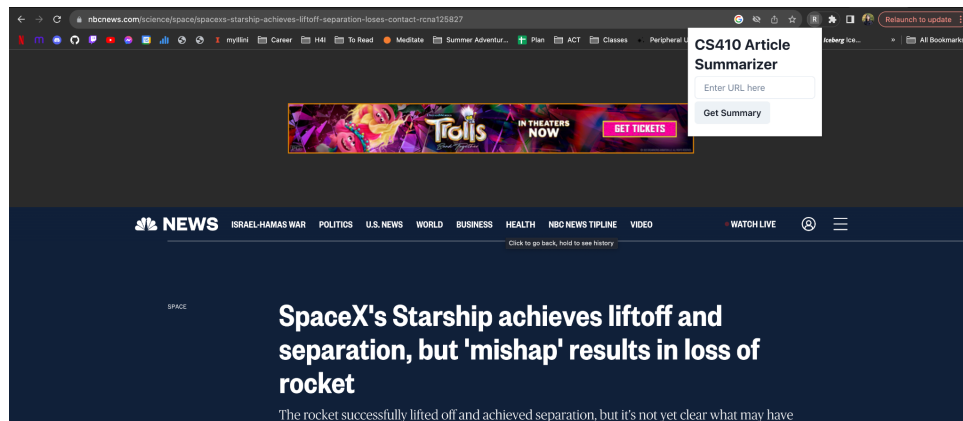 nbcnews.com/science/space/spacexs-starship-achieves-liftoff-separation-loses-contact-rcna125827
R
Relaunch to update
myIllini Career H4I To Read Meditate Summer Adventur... Plan ACT Classes Peripheral Iceberg Ice... » All Bookmarks
CS410 Article
Summarizer
Enter URL here
Get Summary
Trolls
Band Together
IN THEATERS
NOW
GET TICKETS
NEWS ISRAEL-HAMAS WAR POLITICS U.S. NEWS WORLD BUSINESS HEALTH NBC NEWS TIPLINE VIDEO WATCH LIVE
Click to go back, hold to see history
SPACE
SpaceX's Starship achieves liftoff and
separation, but 'mishap' results in loss of
rocket
The rocket successfully lifted off and achieved separation, but it's not yet clear what may have